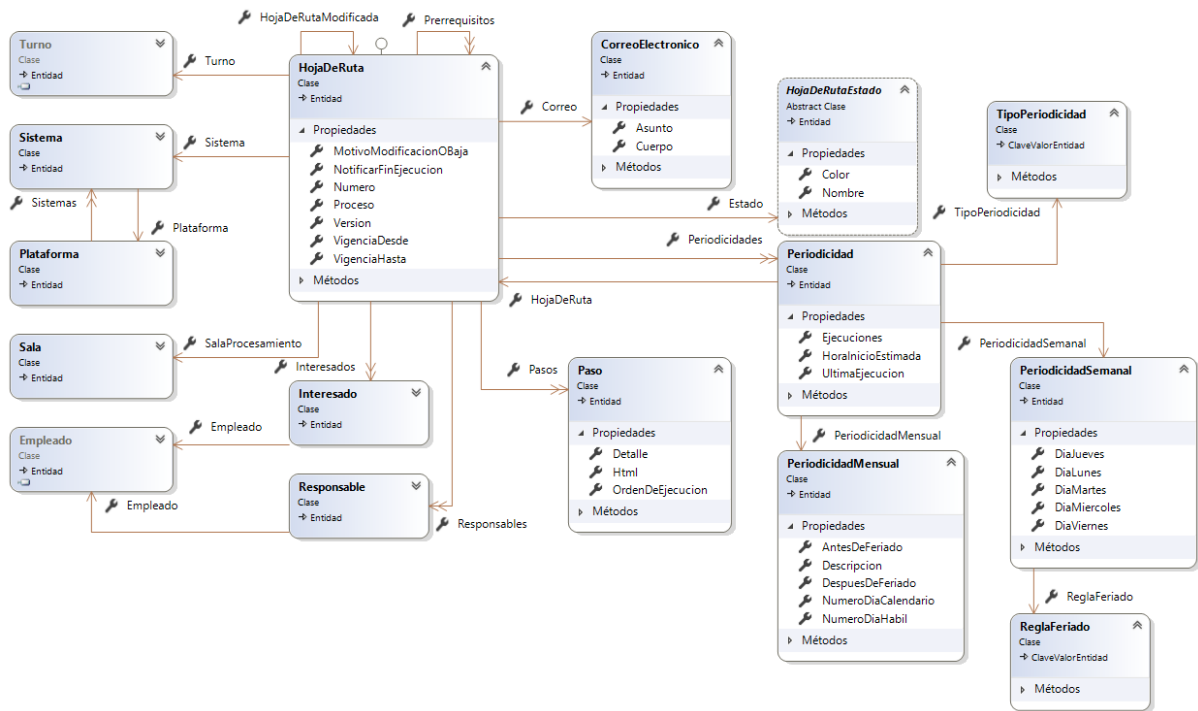 HojaDeRutaModificada
Prerrequisitos
Turno
Clase
Entidad
Turno
HojaDeRuta
Clase
Entidad
Propiedades
MotivoModificacionOBaja
NotificarFinEjecucion
Numero
Proceso
Version
VigenciaDesde
VigenciaHasta
Métodos
CorreoElectronico
Clase
Entidad
Propiedades
Asunto
Cuerpo
Métodos
Correo
HojaDeRutaEstado
Abstract Clase
Entidad
Propiedades
Color
Nombre
Métodos
Estado
TipoPeriodicidad
Clase
ClaveValorEntidad
Métodos
TipoPeriodicidad
Sistema
Clase
Entidad
Sistema
Sistemas
Plataforma
Plataforma
Clase
Entidad
Periodicidades
HojaDeRuta
Periodicidad
Clase
Entidad
Propiedades
Ejecuciones
HoraInicioEstimada
UltimaEjecucion
Métodos
PeriodicidadSemanal
Sala
Clase
Entidad
SalaProcesamiento
Interesados
Interesado
Clase
Entidad
Empleado
Empleado
Clase
Entidad
Empleado
Responsable
Clase
Entidad
Responsables
Pasos
Paso
Clase
Entidad
Propiedades
Detalle
Html
OrdenDeEjecucion
Métodos
PeriodicidadMensual
PeriodicidadMensual
Clase
Entidad
Propiedades
AntesDeFeriado
Descripcion
DespuesDeFeriado
NumeroDiaCalendario
NumeroDiaHabil
Métodos
PeriodicidadSemanal
Clase
Entidad
Propiedades
DiaJueves
DiaLunes
DiaMartes
DiaMiercoles
DiaViernes
Métodos
ReglaFeriado
ReglaFeriado
Clase
ClaveValorEntidad
Métodos